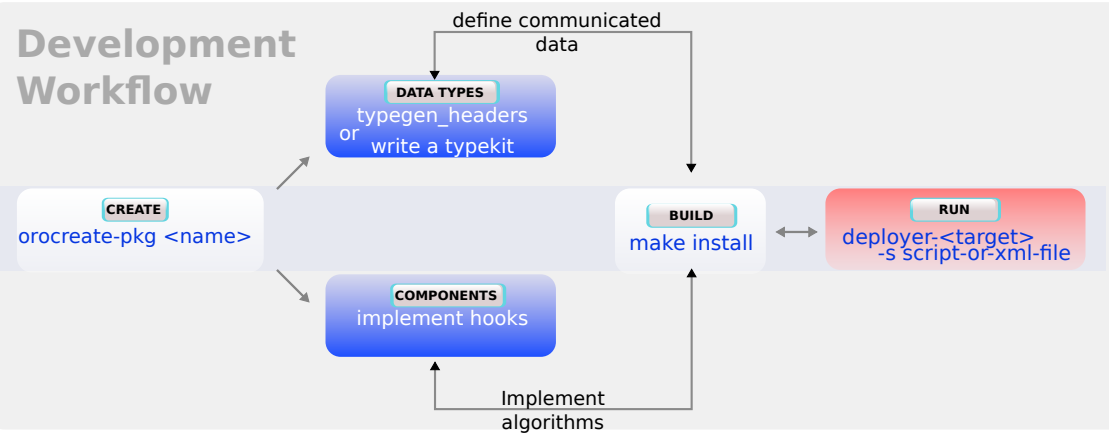 Development
Workflow
define communicated
data
DATA TYPES
typegen_headers
or
write a typekit
CREATE
orocreate-pkg <name>
BUILD
make install
RUN
deployer-<target>
-s script-or-xml-file
COMPONENTS
implement hooks
Implement
algorithms